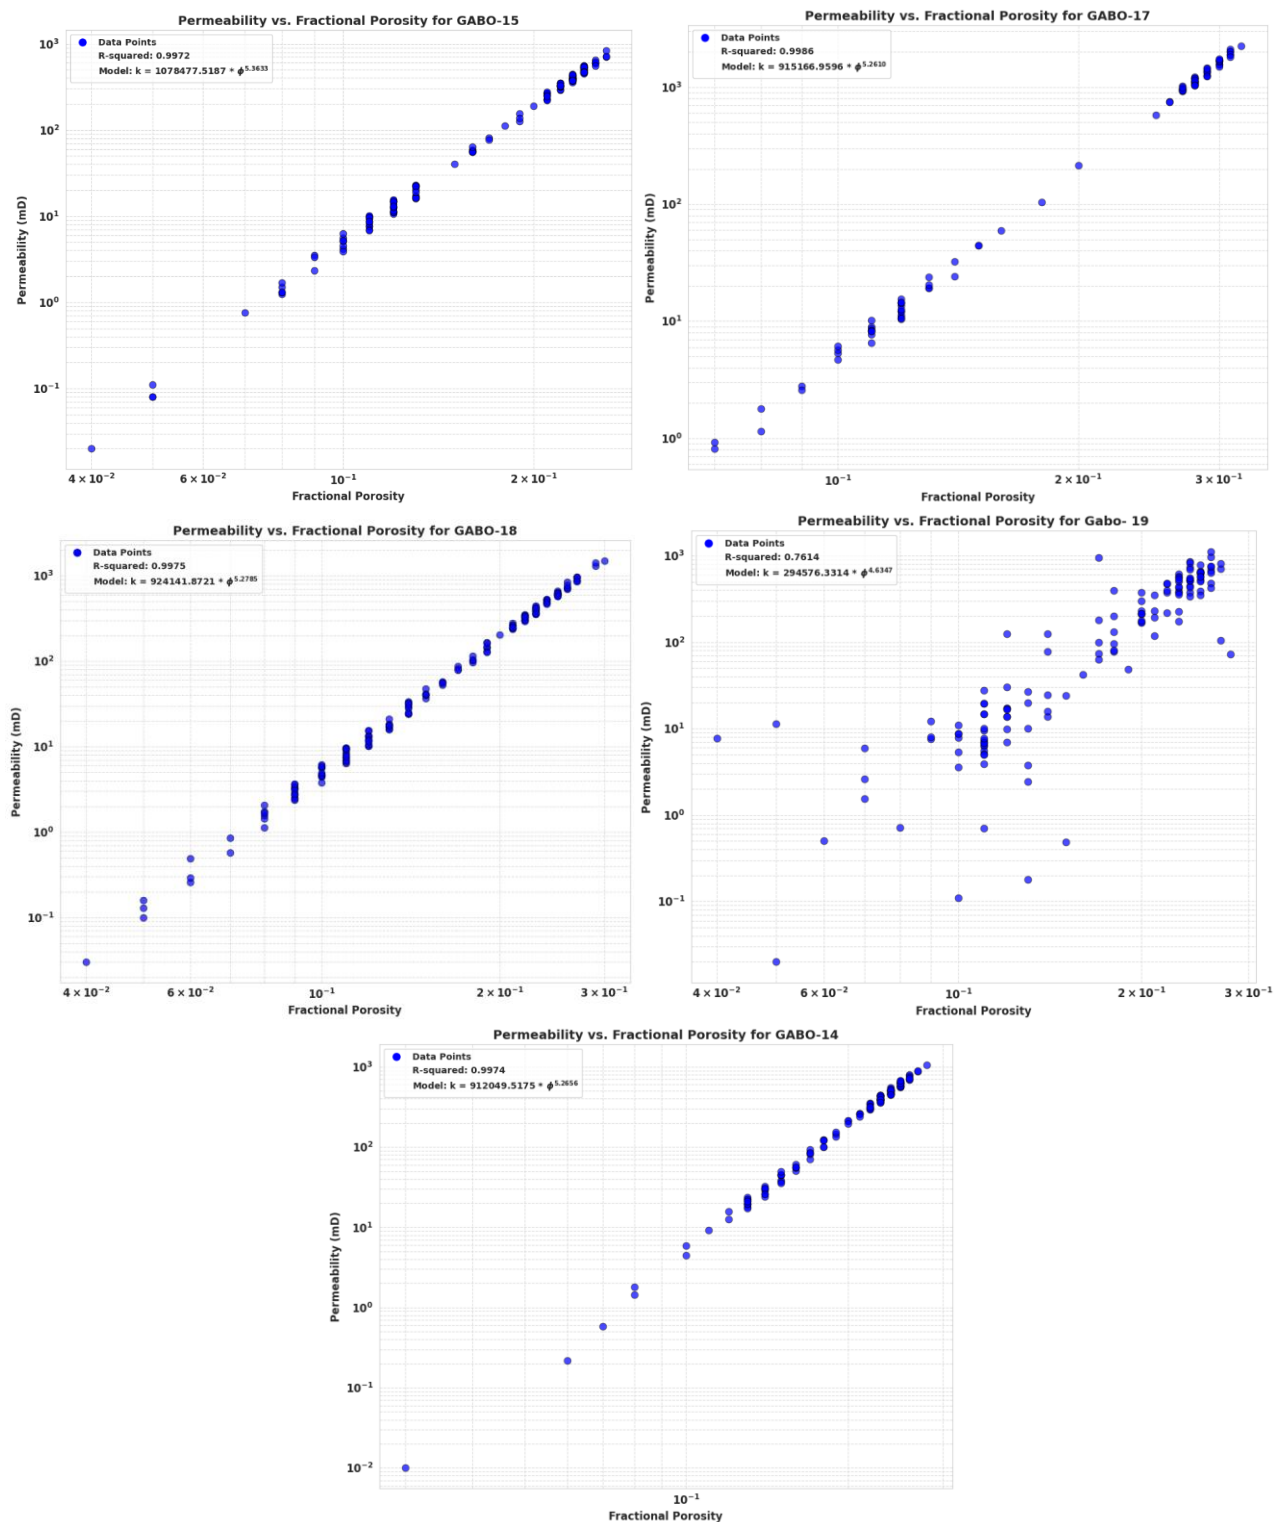 Permeability vs. Fractional Porosity for GABO-15
Data Points
R-squared: 0.9972
Model: k = 1078477.5187 * ϕ^5.3633
Permeability (mD)
10³
10²
10¹
10⁰
10⁻¹
4 × 10⁻²
6 × 10⁻²
10⁻¹
2 × 10⁻¹
Fractional Porosity
Permeability vs. Fractional Porosity for GABO-17
Data Points
R-squared: 0.9986
Model: k = 915166.9596 * ϕ^5.2610
Permeability (mD)
10³
10²
10¹
10⁰
10⁻¹
2 × 10⁻¹
3 × 10⁻¹
Fractional Porosity
Permeability vs. Fractional Porosity for GABO-18
Data Points
R-squared: 0.9975
Model: k = 924141.8721 * ϕ^5.2785
Permeability (mD)
10³
10²
10¹
10⁰
10⁻¹
4 × 10⁻²
6 × 10⁻²
10⁻¹
2 × 10⁻¹
3 × 10⁻¹
Fractional Porosity
Permeability vs. Fractional Porosity for Gabo- 19
Data Points
R-squared: 0.7614
Model: k = 294576.3314 * ϕ^4.6347
Permeability (mD)
10³
10²
10¹
10⁰
10⁻¹
4 × 10⁻²
6 × 10⁻²
10⁻¹
2 × 10⁻¹
3 × 10⁻¹
Fractional Porosity
Permeability vs. Fractional Porosity for GABO-14
Data Points
R-squared: 0.9974
Model: k = 912049.5175 * ϕ^5.2656
Permeability (mD)
10³
10²
10¹
10⁰
10⁻¹
10⁻²
10⁻¹
Fractional Porosity